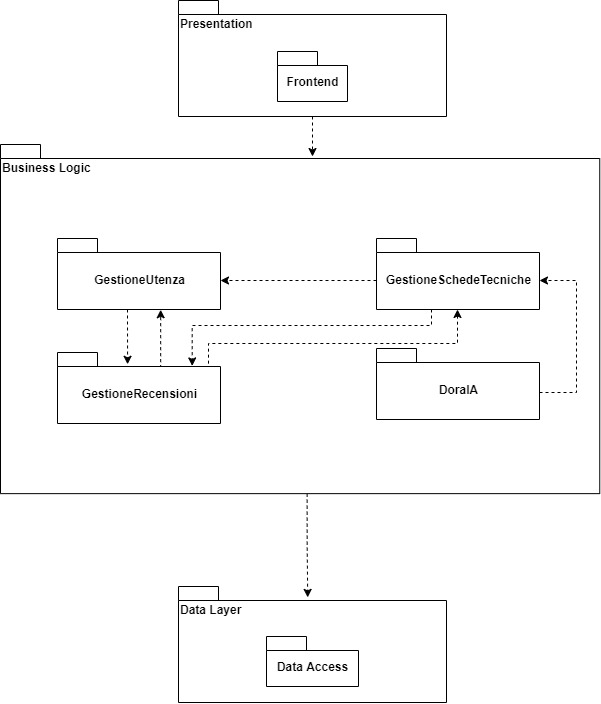 Presentation
Frontend
Business Logic
GestioneUtenza
GestioneSchedeTecniche
GestioneRecensioni
DoraIA
Data Layer
Data Access